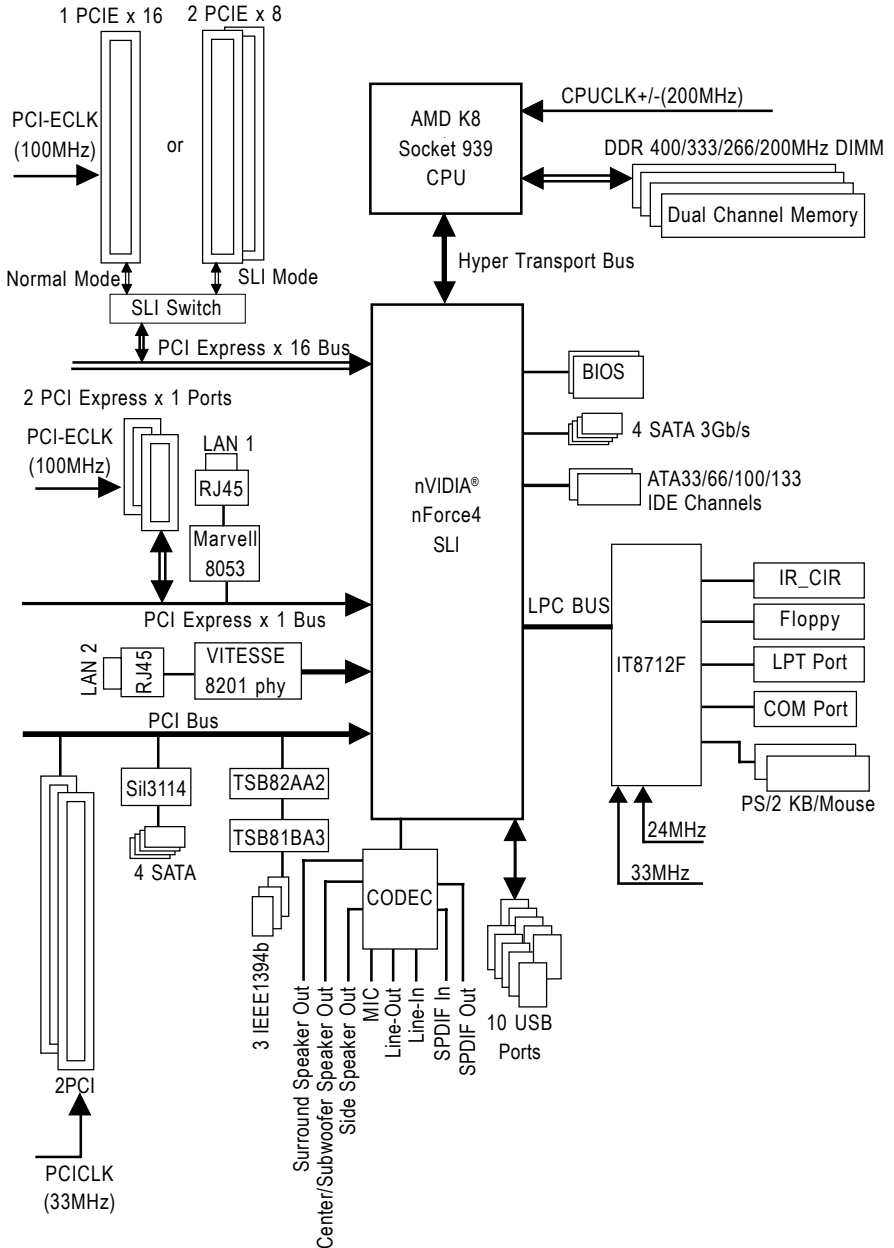 1 PCIE x 16
2 PCIE x 8
PCI-ECLK
(100MHz)
or
AMD K8
Socket 939
CPU
CPUCLK+/-(200MHz)
DDR 400/333/266/200MHz DIMM
Dual Channel Memory
Hyper Transport Bus
Normal Mode
SLI Mode
SLI Switch
PCI Express x 16 Bus
2 PCI Express x 1 Ports
PCI-ECLK
(100MHz)
LAN 1
RJ45
Marvell
8053
PCI Express x 1 Bus
nVIDIA®
nForce4
SLI
BIOS
4 SATA 3Gb/s
ATA33/66/100/133
IDE Channels
LPC BUS
IT8712F
IR_CIR
Floppy
LPT Port
COM Port
PS/2 KB/Mouse
24MHz
33MHz
LAN 2
RJ45
VITESSE
8201 phy
PCI Bus
Sil3114
4 SATA
TSB82AA2
TSB81BA3
3 IEEE1394b
CODEC
Surround Speaker Out
Center/Subwoofer Speaker Out
Side Speaker Out
MIC
Line-Out
Line-In
SPDIF In
SPDIF Out
10 USB
Ports
2PCI
PCICLK
(33MHz)